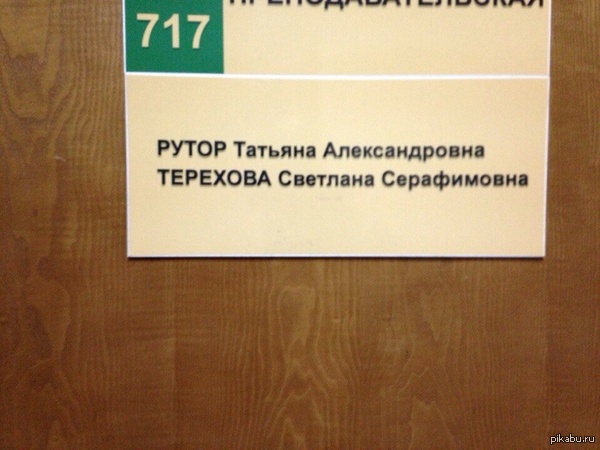 717
ПРЕПОДАВАТЕЛЬСКАЯ
РУТОР Татьяна Александровна
ТЕРЕХОВА Светлана Серафимовна
pikabu.ru